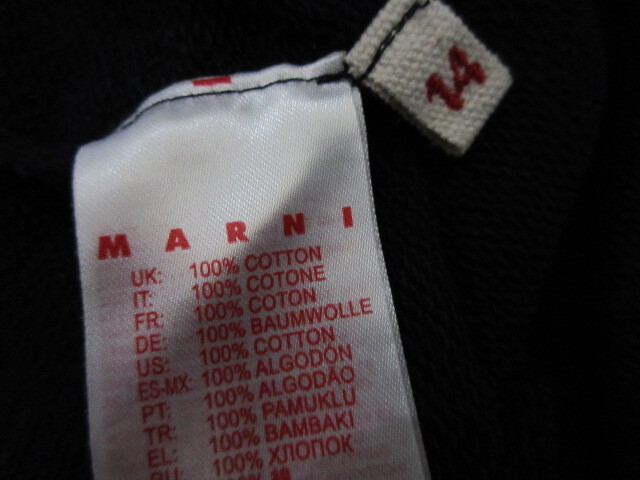 14
MARNI
UK: 100% COTTON
IT: 100% COTONE
FR: 100% COTON
DE: 100% BAUMWOLLE
US: 100% COTTON
ES-MX: 100% ALGODÓN
PT: 100% ALGODÃO
TR: 100% PAMUKLU
EL: 100% BAMBAKI
RU: 100% ХЛОПОК